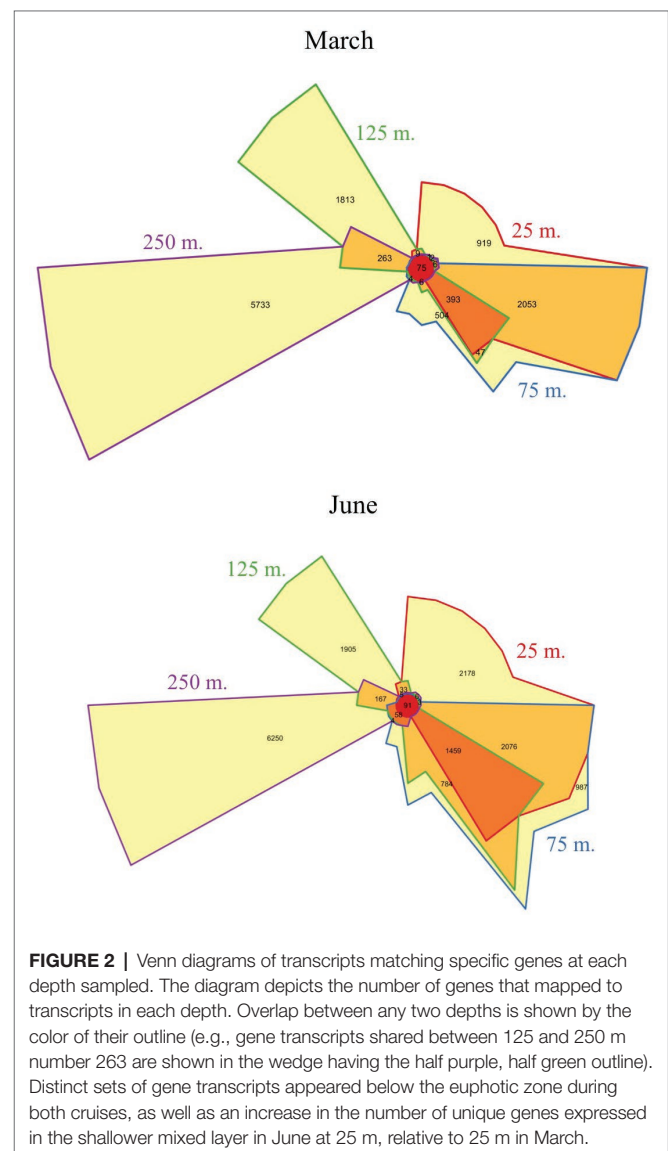 March
125 m.
1813
25 m.
919
250 m.
263
75
393
2053
5733
504
47
75 m.
June
125 m.
1905
25 m.
2178
250 m.
33
167
91
58
6250
1459
2076
784
987
75 m.
FIGURE 2 | Venn diagrams of transcripts matching specific genes at each
depth sampled. The diagram depicts the number of genes that mapped to
transcripts in each depth. Overlap between any two depths is shown by the
color of their outline (e.g., gene transcripts shared between 125 and 250 m
number 263 are shown in the wedge having the half purple, half green outline).
Distinct sets of gene transcripts appeared below the euphotic zone during
both cruises, as well as an increase in the number of unique genes expressed
in the shallower mixed layer in June at 25 m, relative to 25 m in March.